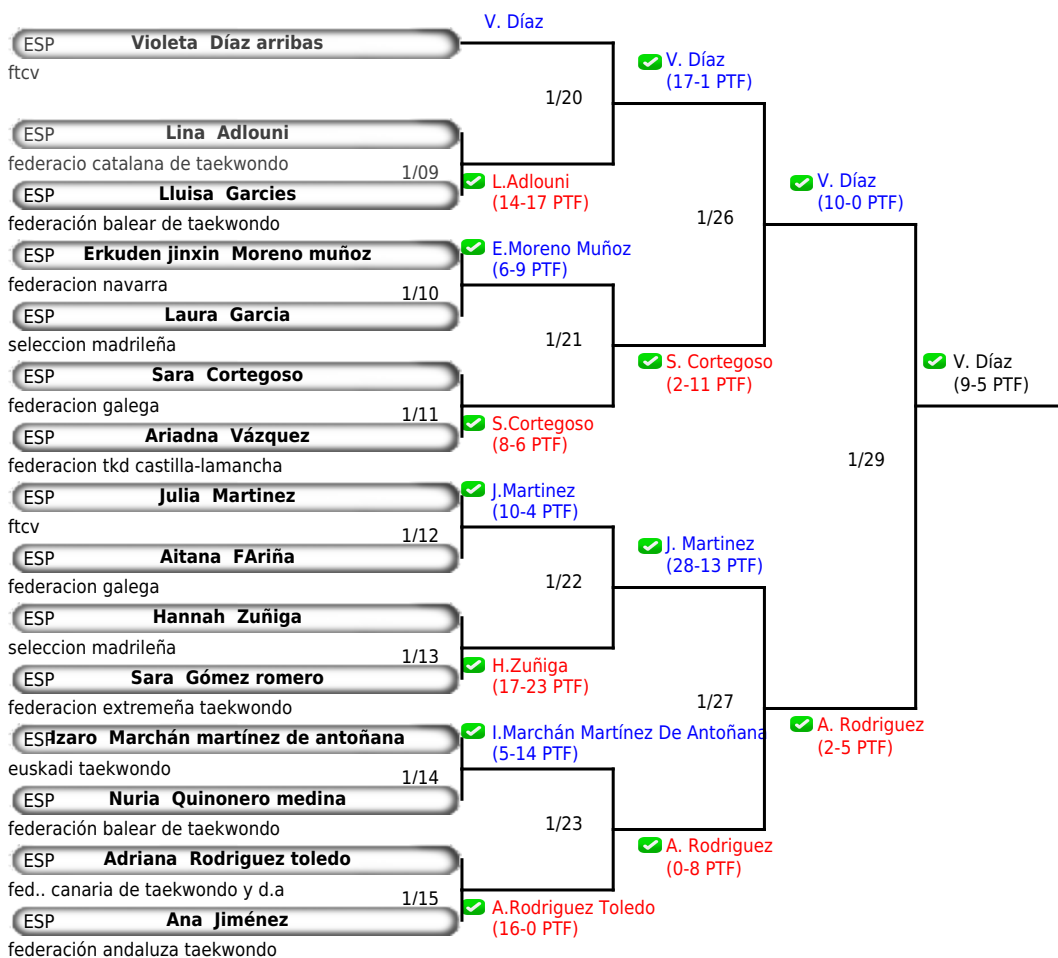 V. Díaz
ESP Violeta Díaz arribas
ftcv
V. Díaz
(17-1 PTF)
1/20
ESP Lina Adlouni
federacio catalana de taekwondo
1/09
L.Adlouni
(14-17 PTF)
V. Díaz
(10-0 PTF)
ESP Lluisa Garcies
federación balear de taekwondo
1/26
ESP Erkuden jinxin Moreno muñoz
E.Moreno Muñoz
(6-9 PTF)
federacion navarra
1/10
ESP Laura Garcia
seleccion madrileña
1/21
ESP Sara Cortegoso
S. Cortegoso
(2-11 PTF)
V. Díaz
(9-5 PTF)
federacion galega
1/11
S.Cortegoso
(8-6 PTF)
ESP Ariadna Vázquez
federacion tkd castilla-lamancha
1/29
ESP Julia Martinez
J.Martinez
(10-4 PTF)
ftcv
1/12
ESP Aitana FAriña
J. Martinez
(28-13 PTF)
federacion galega
1/22
ESP Hannah Zuñiga
seleccion madrileña
1/13
H.Zuñiga
(17-23 PTF)
ESP Sara Gómez romero
federacion extremeña taekwondo
1/27
ESP Izaro Marchán martínez de antoñana
I.Marchán Martínez De Antoñana
(5-14 PTF)
A. Rodriguez
(2-5 PTF)
euskadi taekwondo
1/14
ESP Nuria Quinonero medina
federación balear de taekwondo
1/23
ESP Adriana Rodriguez toledo
A. Rodriguez
(0-8 PTF)
fed.. canaria de taekwondo y d.a
1/15
A.Rodriguez Toledo
(16-0 PTF)
ESP Ana Jiménez
federación andaluza taekwondo